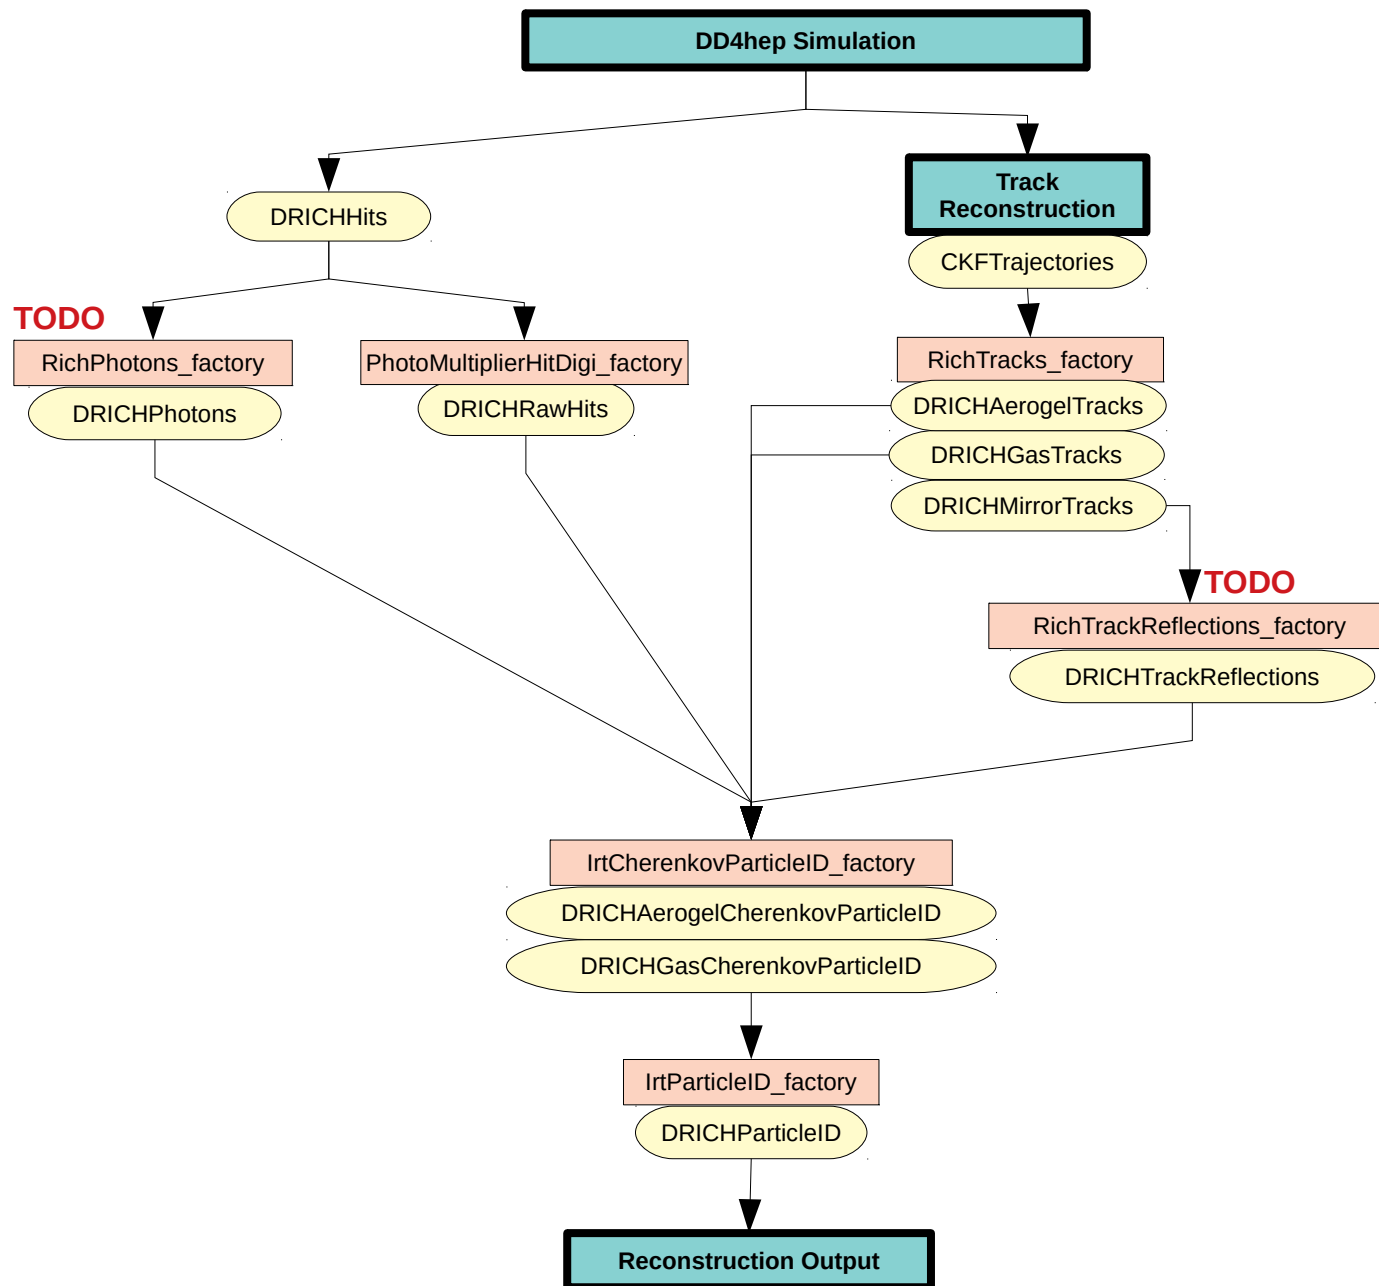 DD4hep Simulation
DRICHHits
Track
Reconstruction
CKFTrajectories
TODO
RichPhotons_factory
DRICHPhotons
PhotoMultiplierHitDigi_factory
DRICHRawHits
RichTracks_factory
DRICHAerogelTracks
DRICHGasTracks
DRICHMirrorTracks
TODO
RichTrackReflections_factory
DRICHTrackReflections
IrtCherenkovParticleID_factory
DRICHAerogelCherenkovParticleID
DRICHGasCherenkovParticleID
IrtParticleID_factory
DRICHParticleID
Reconstruction Output